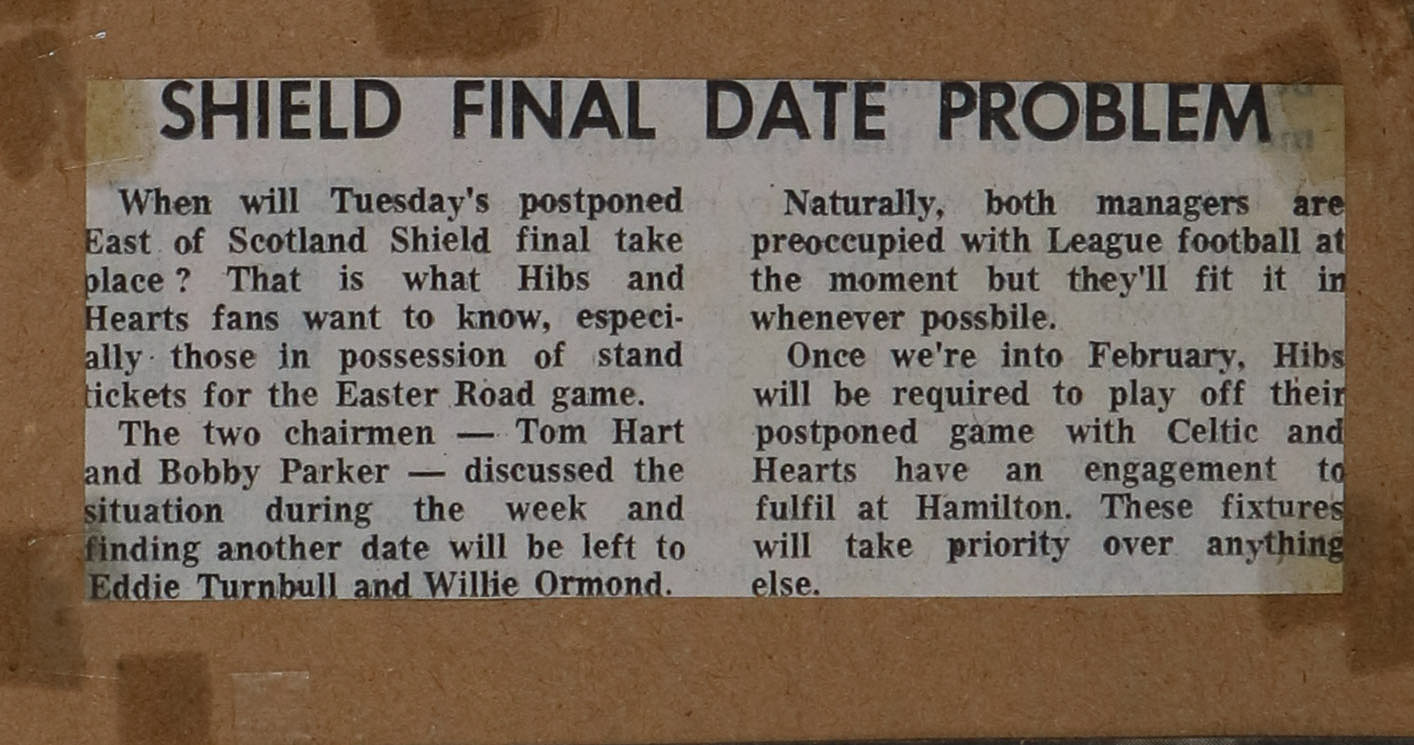 SHIELD FINAL DATE PROBLEM
When will Tuesday's postponed
East of Scotland Shield final take
place? That is what Hibs and
Hearts fans want to know, especi-
ally those in possession of stand
tickets for the Easter Road game.
The two chairmen — Tom Hart
and Bobby Parker — discussed the
situation during the week and
finding another date will be left to
Eddie Turnbull and Willie Ormond.
Naturally, both managers are
preoccupied with League football at
the moment but they'll fit it in
whenever possbile.
Once we're into February, Hibs
will be required to play off their
postponed game with Celtic and
Hearts have an engagement to
fulfil at Hamilton. These fixtures
will take priority over anything
else.